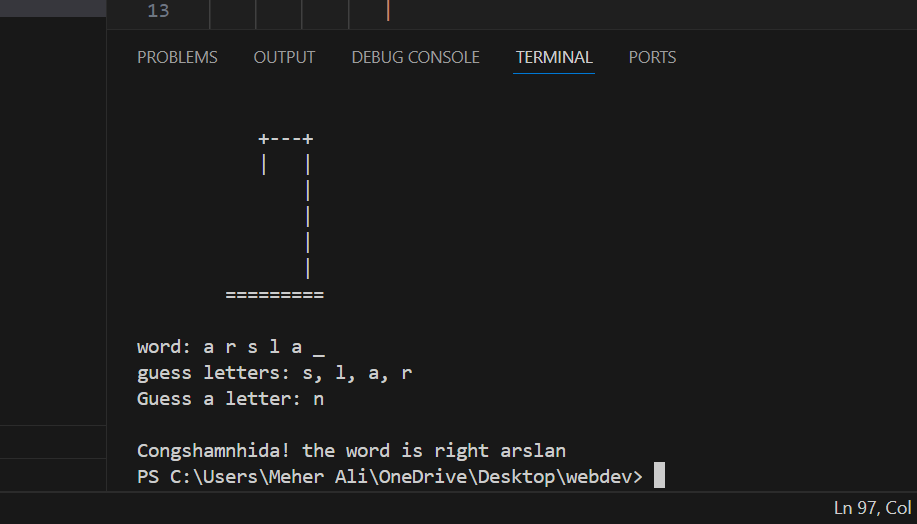 13
PROBLEMS OUTPUT DEBUG CONSOLE TERMINAL PORTS
+---+
|   |
    |
    |
    |
    |
=========
word: a r s l a _
guess letters: s, l, a, r
Guess a letter: n
Congshamnhida! the word is right arslan
PS C:\Users\Meher Ali\OneDrive\Desktop\webdev>
Ln 97, Col